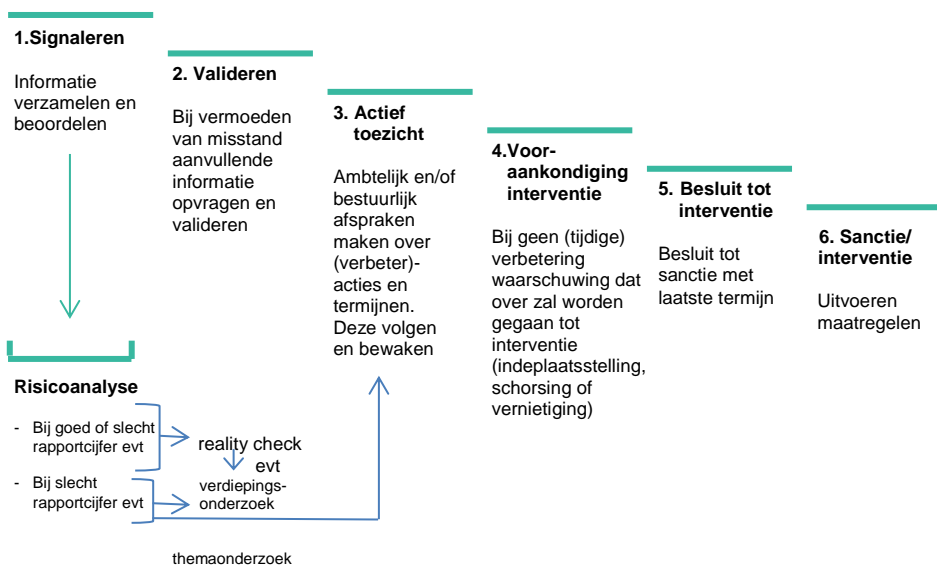 1.Signaleren
Informatie
verzamelen en
beoordelen
2. Valideren
Bij vermoeden
van misstand
aanvullende
informatie
opvragen en
valideren
3. Actief
toezicht
Ambtelijk en/of
bestuurlijk
afspraken
maken over
(verbeter)-
acties en
termijnen.
Deze volgen
en bewaken
4.Voor-
aankondiging
interventie
Bij geen (tijdige)
verbetering
waarschuwing dat
over zal worden
gegaan tot
interventie
(indeplaatsstelling,
schorsing of
vernietiging)
5. Besluit tot
interventie
Besluit tot
sanctie met
laatste termijn
6. Sanctie/
interventie
Uitvoeren
maatregelen
Risicoanalyse
- Bij goed of slecht
rapportcijfer evt
- Bij slecht
rapportcijfer evt
reality check
evt
verdiepings-
onderzoek
themaonderzoek